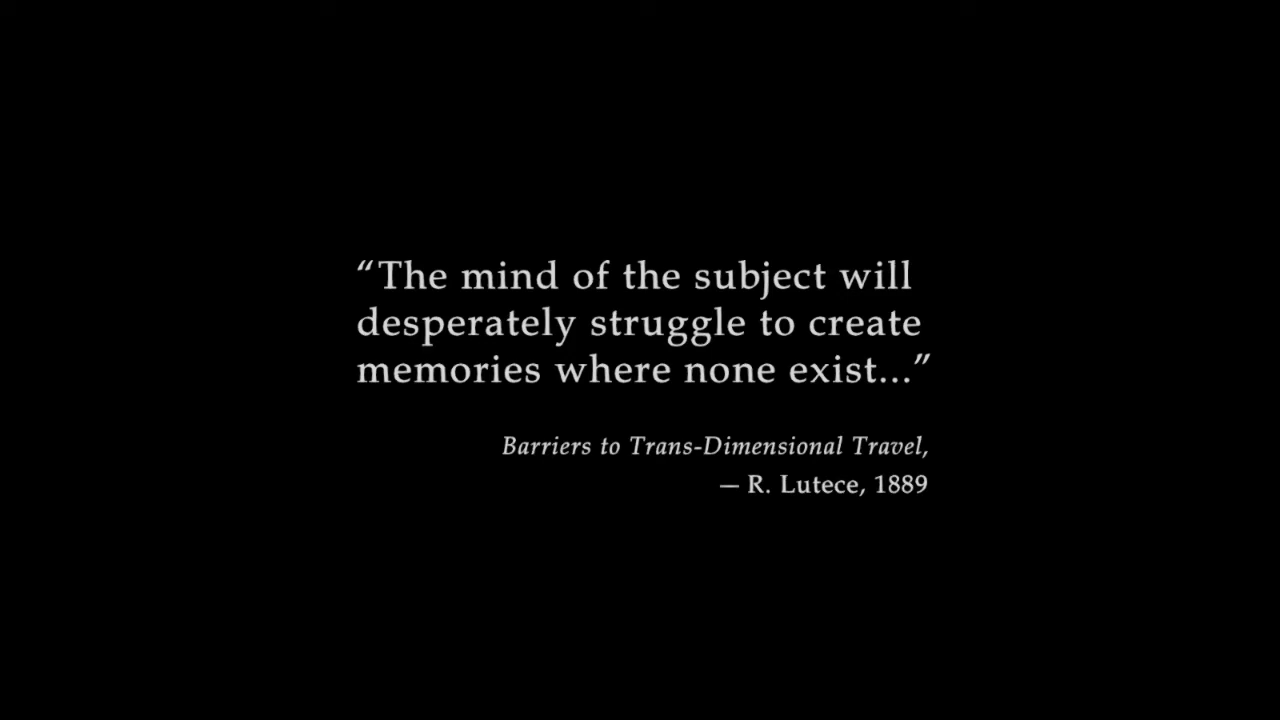 “The mind of the subject will
desperately struggle to create
memories where none exist...”
Barriers to Trans-Dimensional Travel,
— R. Lutece, 1889